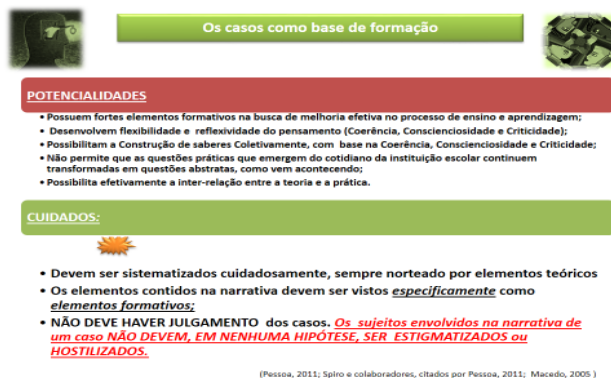 Os casos como base de formação
POTENCIALIDADES
• Possuem fortes elementos formativos na busca de melhoria efetiva no processo de ensino e aprendizagem;
• Desenvolvem flexibilidade e reflexividade do pensamento (Coerência, Conscienciosidade e Criticidade);
• Possibilitam a Construção de saberes Coletivamente, com base na Coerência, Conscienciosidade e Criticidade;
• Não permite que as questões práticas que emergem do cotidiano da instituição escolar continuem
transformadas em questões abstratas, como vem acontecendo;
• Possibilita efetivamente a inter-relação entre a teoria e a prática.
CUIDADOS:
• Devem ser sistematizados cuidadosamente, sempre norteado por elementos teóricos
• Os elementos contidos na narrativa devem ser vistos especificamente como
elementos formativos;
• NÃO DEVE HAVER JULGAMENTO dos casos. Os sujeitos envolvidos na narrativa de
um caso NÃO DEVEM, EM NENHUMA HIPÓTESE, SER ESTIGMATIZADOS ou
HOSTILIZADOS.
(Pessoa, 2011; Spiro e colaboradores, citados por Pessoa, 2011; Macedo, 2005 )